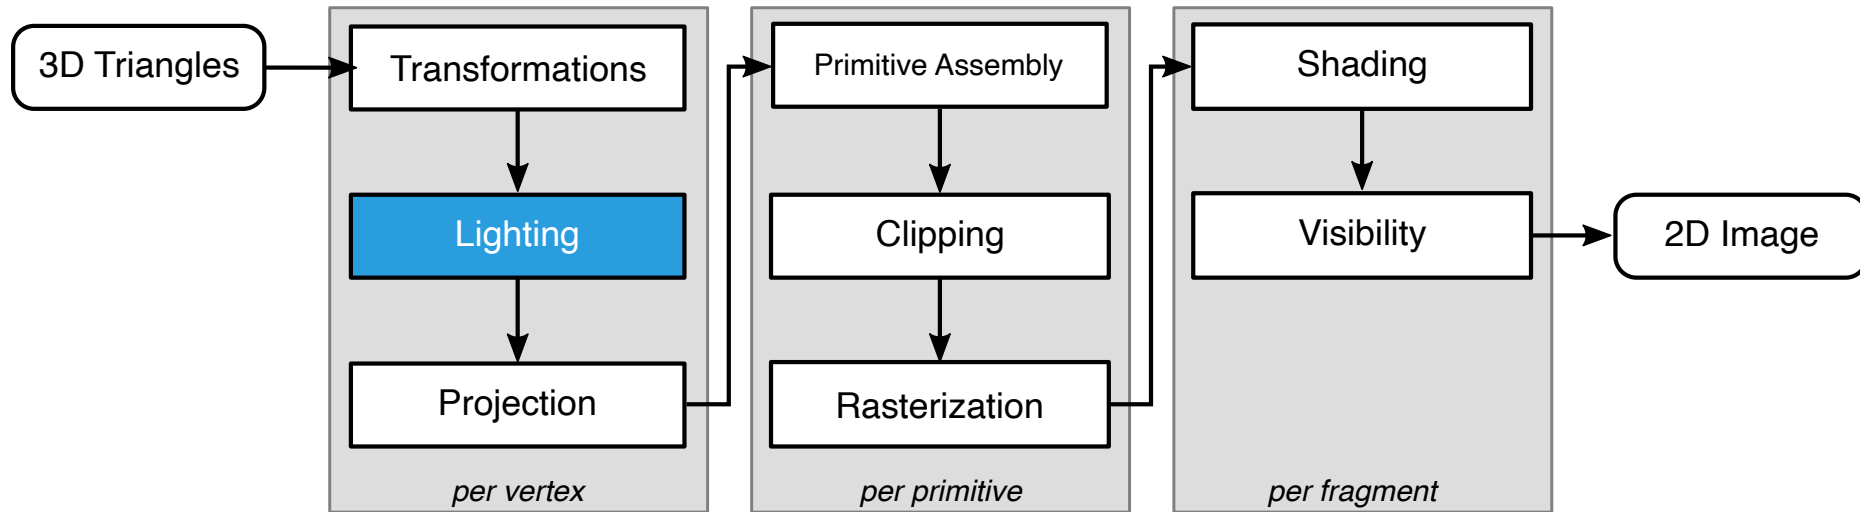 3D Triangles
Transformations
Lighting
Projection
per vertex
Primitive Assembly
Clipping
Rasterization
per primitive
Shading
Visibility
per fragment
2D Image